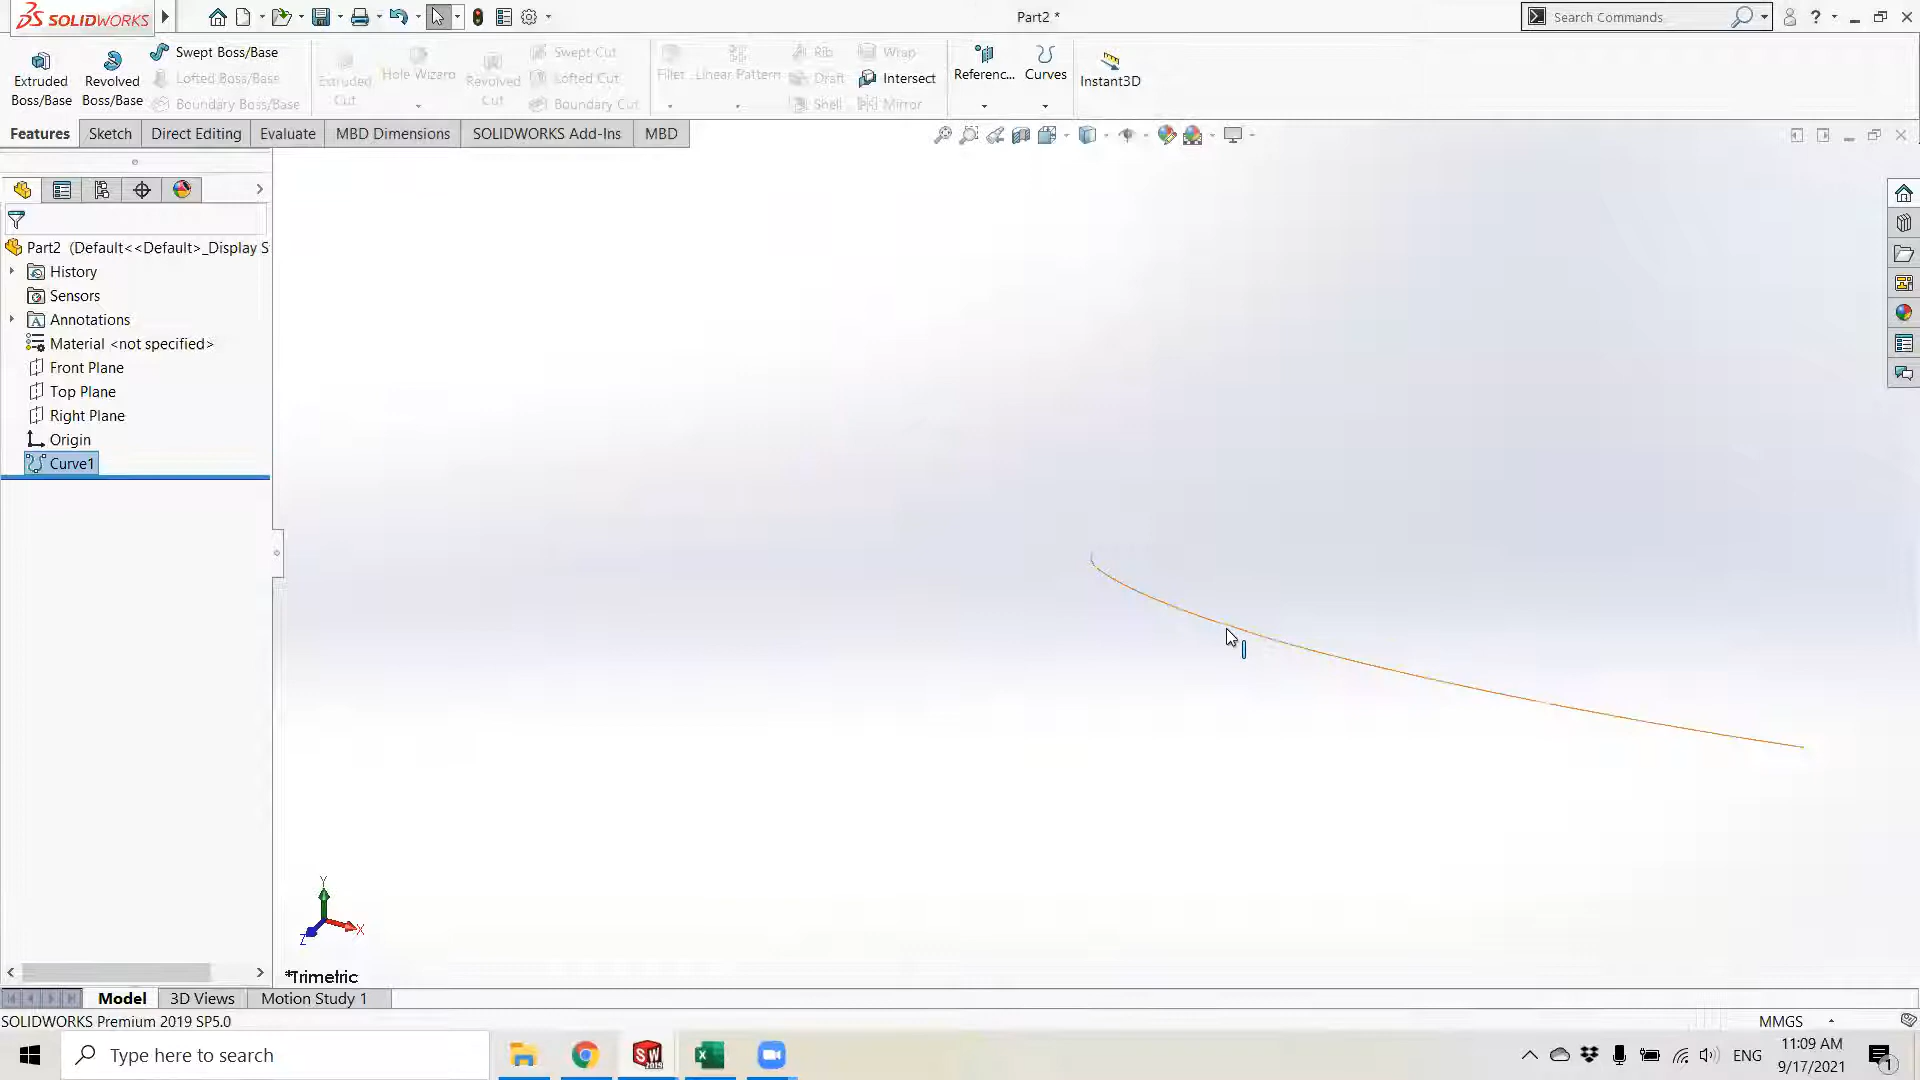 SOLIDWORKS
Part2 *
Search Commands
Extruded Boss/Base
Revolved Boss/Base
Swept Boss/Base
Lofted Boss/Base
Boundary Boss/Base
Extruded Cut
Hole Wizard
Revolved Cut
Swept Cut
Lofted Cut
Boundary Cut
Fillet
Linear Pattern
Rib
Draft
Shell
Wrap
Intersect
Mirror
Referenc...
Curves
Instant3D
Features
Sketch
Direct Editing
Evaluate
MBD Dimensions
SOLIDWORKS Add-Ins
MBD
Part2 (Default<<Default>_Display S
History
Sensors
Annotations
Material <not specified>
Front Plane
Top Plane
Right Plane
Origin
Curve1
Y
X
Z
*Trimetric
Model
3D Views
Motion Study 1
SOLIDWORKS Premium 2019 SP5.0
MMGS
Type here to search
ENG
11:09 AM
9/17/2021
1